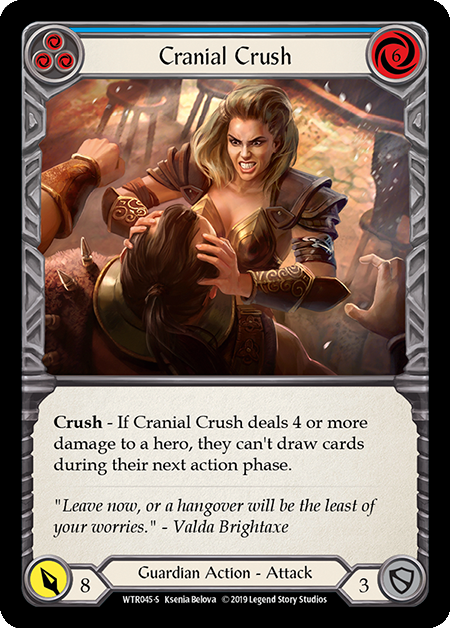 Cranial Crush
6
Crush - If Cranial Crush deals 4 or more
damage to a hero, they can't draw cards
during their next action phase.
"Leave now, or a hangover will be the least of
your worries." - Valda Brightaxe
8
Guardian Action - Attack
3
WTR045-S Ksenia Belova © 2019 Legend Story Studios